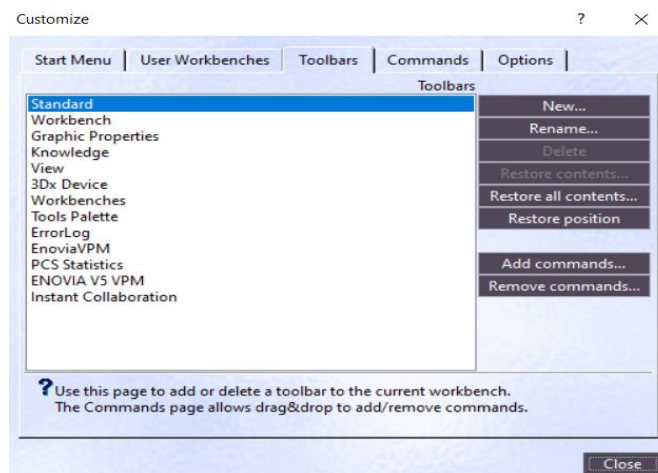 Customize
?
Start Menu
User Workbenches
Toolbars
Commands
Options
Toolbars
Standard
Workbench
Graphic Properties
Knowledge
View
3Dx Device
Workbenches
Tools Palette
ErrorLog
EnoviaVPM
PCS Statistics
ENOVIA V5 VPM
Instant Collaboration
New...
Rename...
Delete
Restore contents...
Restore all contents...
Restore position
Add commands...
Remove commands...
? Use this page to add or delete a toolbar to the current workbench.
The Commands page allows drag&drop to add/remove commands.
Close